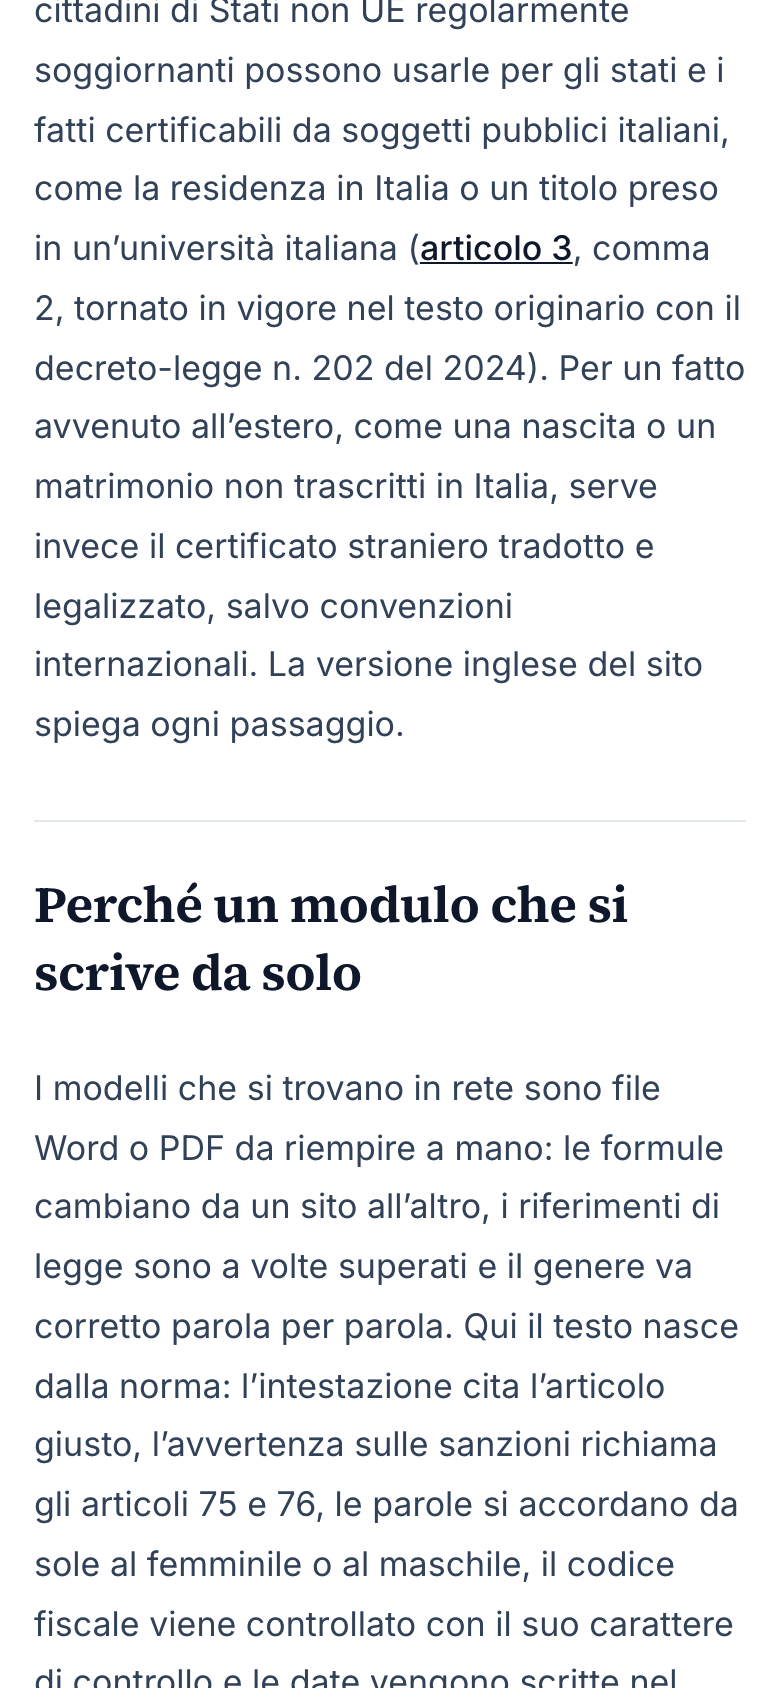 cittadini di Stati non UE regolarmente
soggiornanti possono usarle per gli stati e i
fatti certificabili da soggetti pubblici italiani,
come la residenza in Italia o un titolo preso
in un’università italiana (articolo 3, comma
2, tornato in vigore nel testo originario con il
decreto-legge n. 202 del 2024). Per un fatto
avvenuto all’estero, come una nascita o un
matrimonio non trascritti in Italia, serve
invece il certificato straniero tradotto e
legalizzato, salvo convenzioni
internazionali. La versione inglese del sito
spiega ogni passaggio.
Perché un modulo che si
scrive da solo
I modelli che si trovano in rete sono file
Word o PDF da riempire a mano: le formule
cambiano da un sito all’altro, i riferimenti di
legge sono a volte superati e il genere va
corretto parola per parola. Qui il testo nasce
dalla norma: l’intestazione cita l’articolo
giusto, l’avvertenza sulle sanzioni richiama
gli articoli 75 e 76, le parole si accordano da
sole al femminile o al maschile, il codice
fiscale viene controllato con il suo carattere
di controllo e le date vengono scritte nel